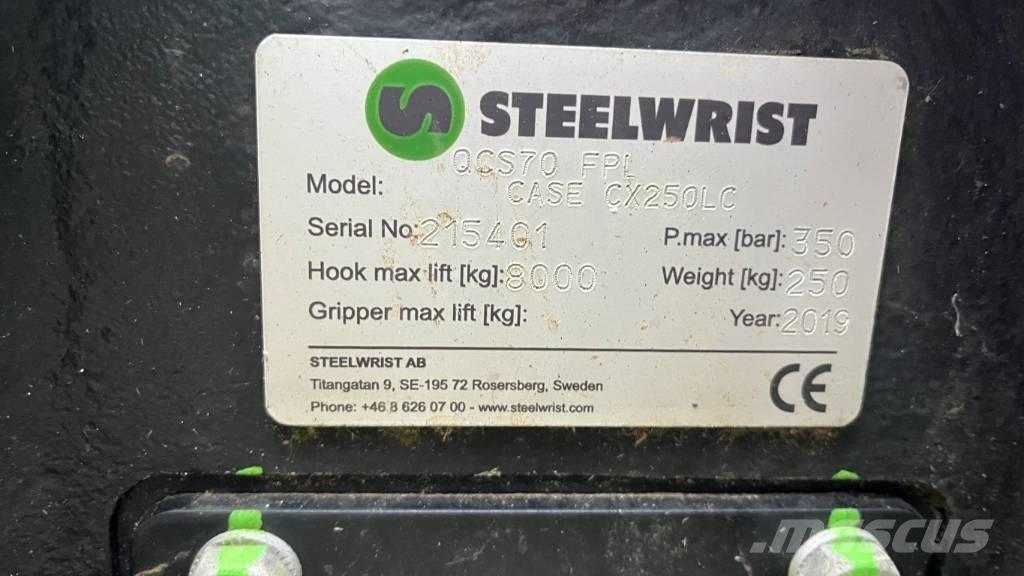 STEELWRIST
QCS70 FPL
Model: CASE CX250LC
Serial No: 215401 P.max [bar]: 350
Hook max lift [kg]: 8000 Weight [kg]: 250
Gripper max lift [kg]: Year: 2019
STEELWRIST AB
Titangatan 9, SE-195 72 Rosersberg, Sweden
Phone: +46 8 626 07 00 - www.steelwrist.com
CE
MASCUS